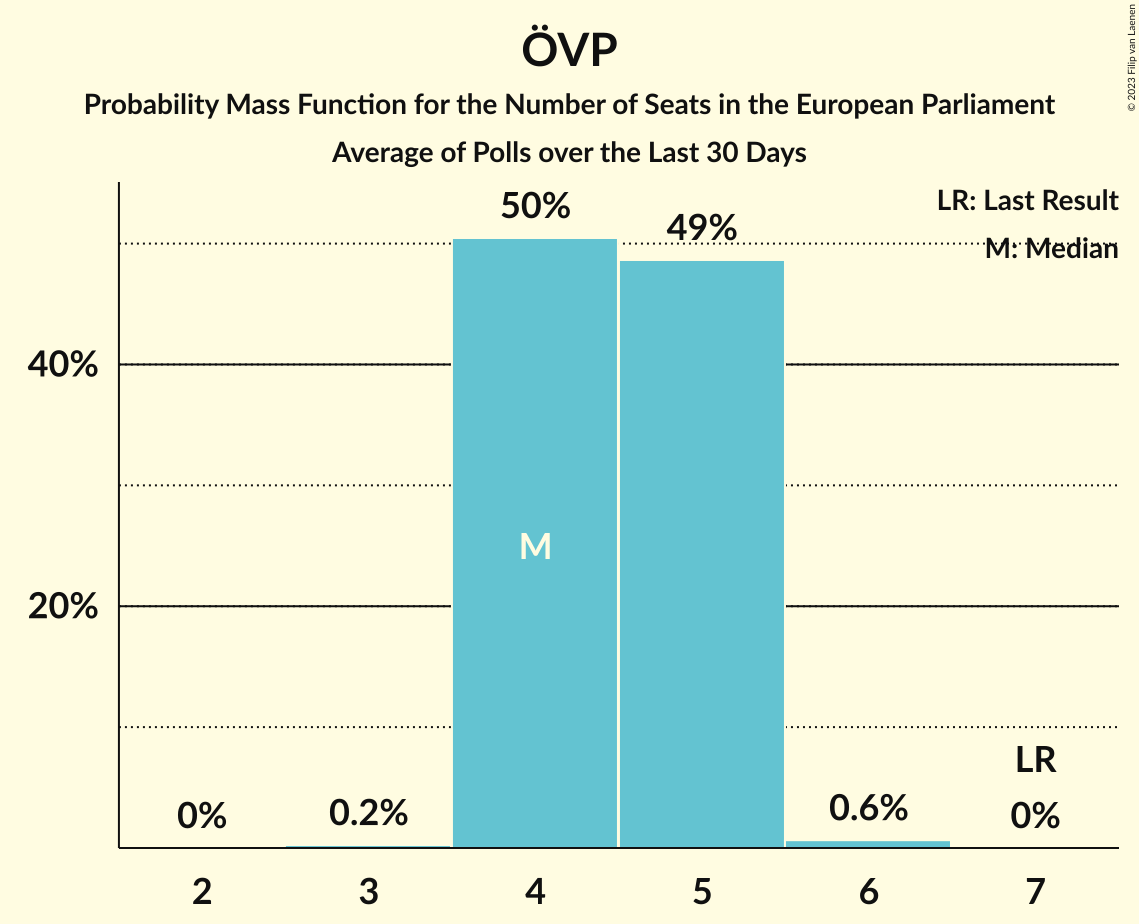 ÖVP
Probability Mass Function for the Number of Seats in the European Parliament
Average of Polls over the Last 30 Days
© 2023 Filip van Laenen
LR: Last Result
M: Median
50%
49%
40%
20%
M
LR
0%
0.2%
0.6%
0%
2
3
4
5
6
7